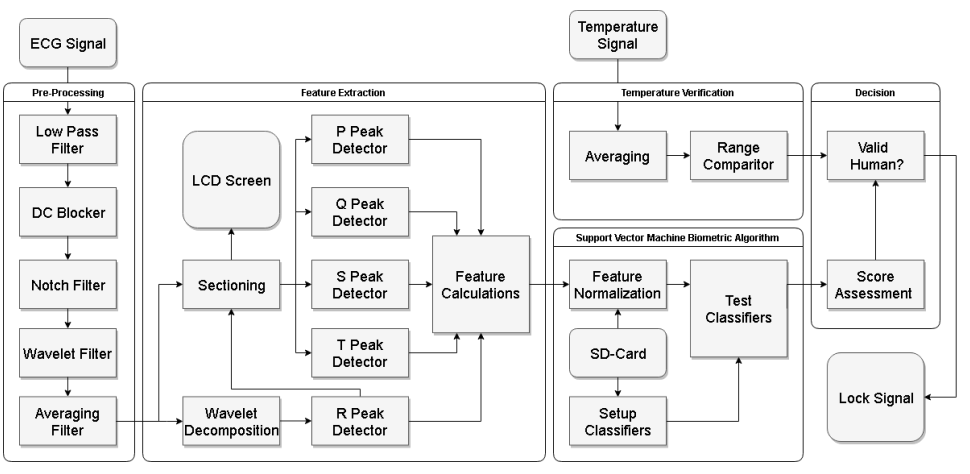 ECG Signal
Temperature
Signal
Pre-Processing
Feature Extraction
Temperature Verification
Decision
Low Pass
Filter
DC Blocker
Notch Filter
Wavelet Filter
Averaging
Filter
LCD Screen
Sectioning
Wavelet
Decomposition
P Peak
Detector
Q Peak
Detector
S Peak
Detector
T Peak
Detector
R Peak
Detector
Feature
Calculations
Averaging
Range
Comparitor
Support Vector Machine Biometric Algorithm
Feature
Normalization
SD-Card
Setup
Classifiers
Test
Classifiers
Valid
Human?
Score
Assessment
Lock Signal